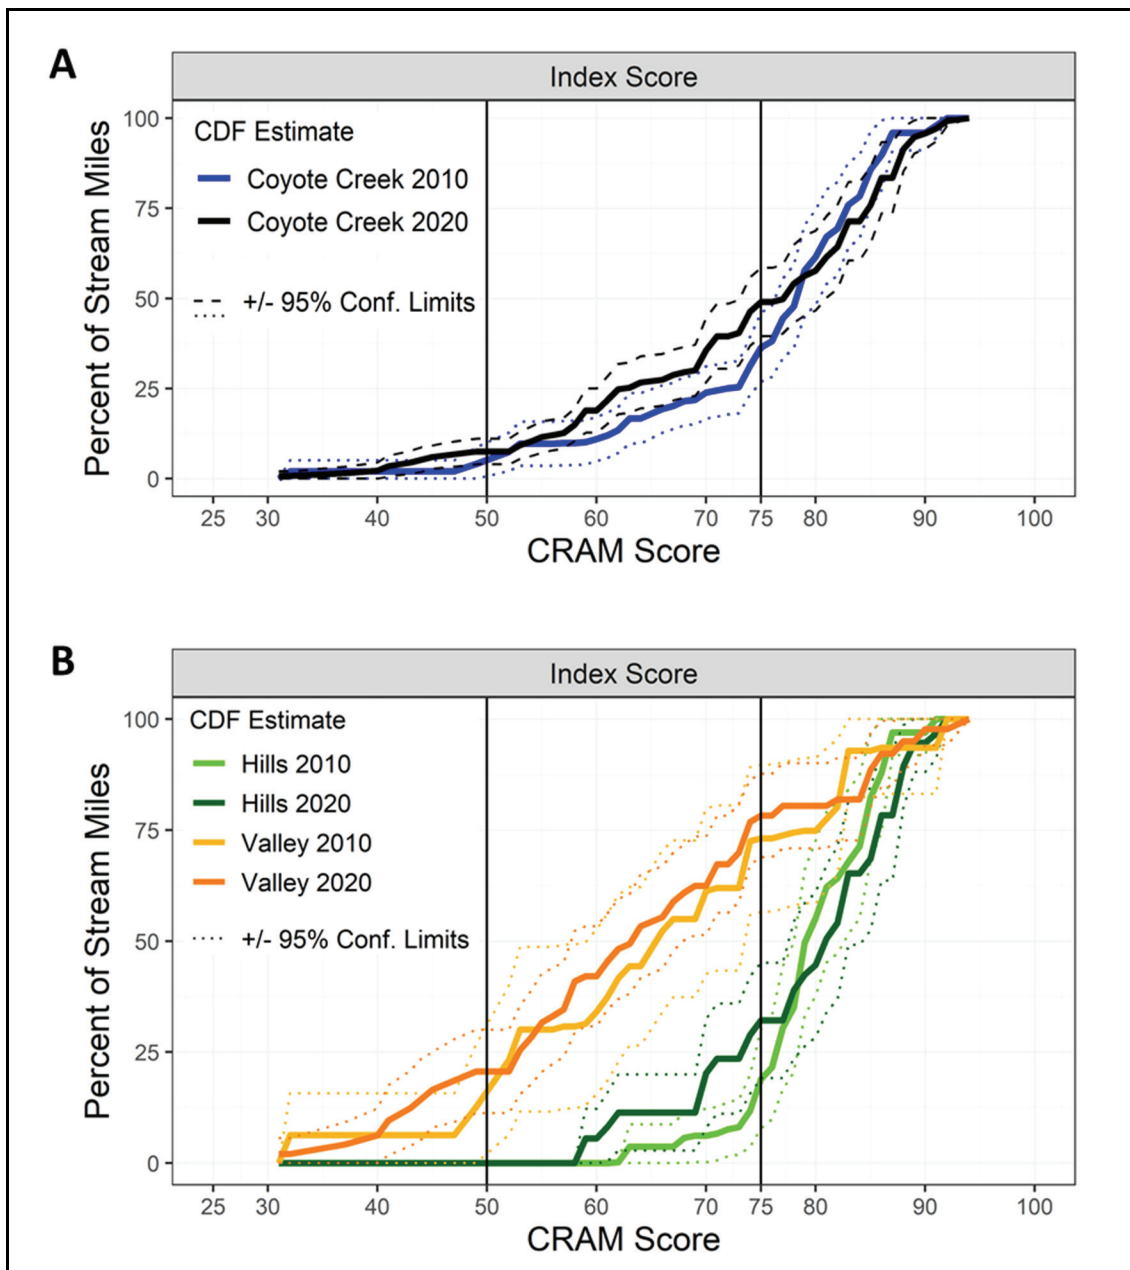 A
Index Score
CDF Estimate
Coyote Creek 2010
Coyote Creek 2020
+/- 95% Conf. Limits
Percent of Stream Miles
100
75
50
25
0
25 30 40 50 60 70 75 80 90 100
CRAM Score
B
Index Score
CDF Estimate
Hills 2010
Hills 2020
Valley 2010
Valley 2020
+/- 95% Conf. Limits
Percent of Stream Miles
100
75
50
25
0
25 30 40 50 60 70 75 80 90 100
CRAM Score